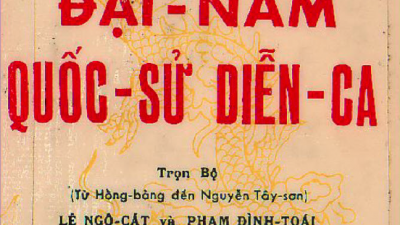 ĐẠI-NAM
QUỐC-SỬ DIỄN-CA
Trọn Bộ
(Từ Hồng-bàng đến Nguyễn Tây-sơn)
LÊ NGÔ-CÁT và PHẠM ĐÌNH-TOÁI